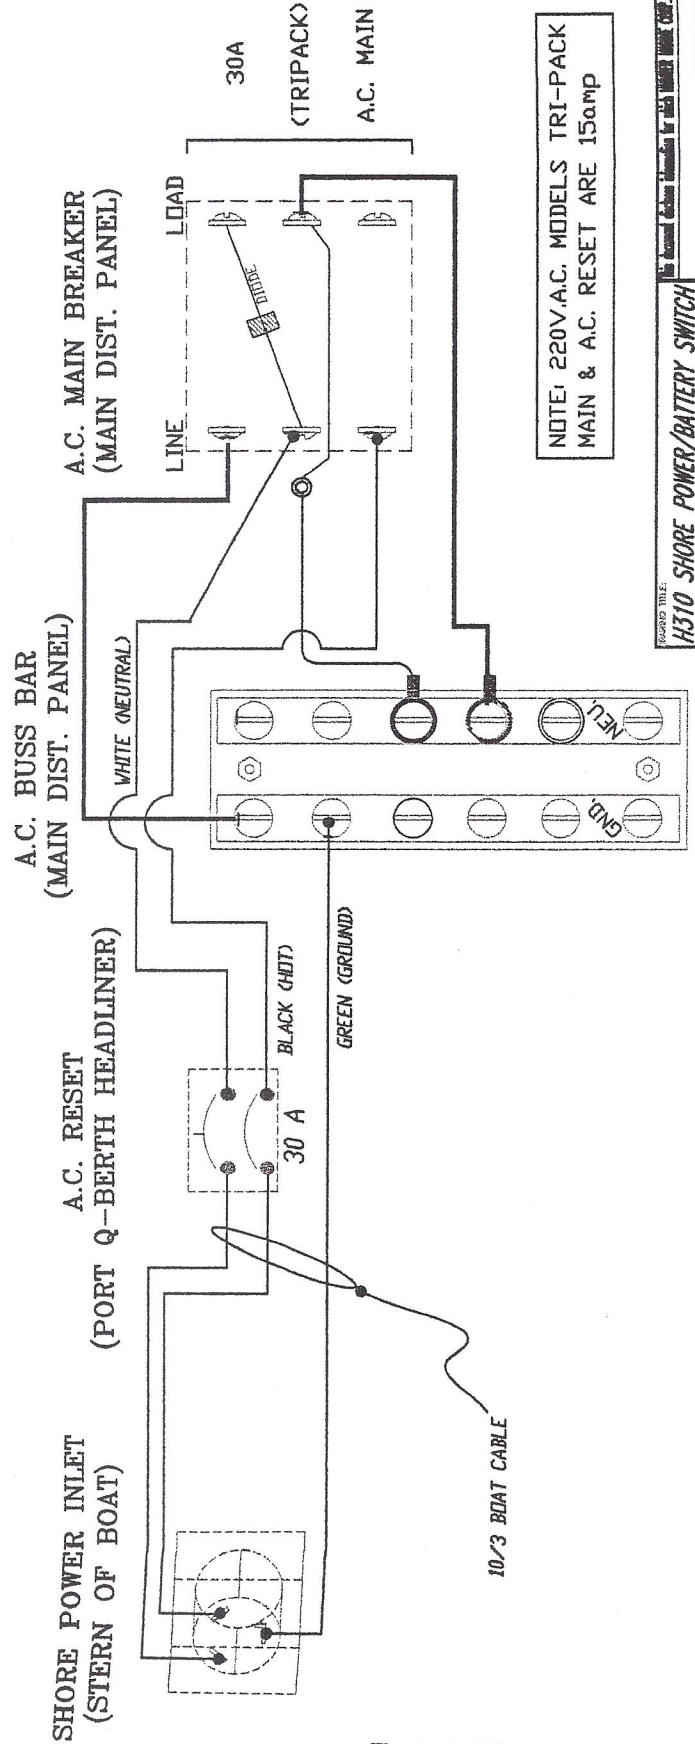 SHORE POWER INLET
(STERN OF BOAT)
A.C. RESET
(PORT Q-BERTH HEADLINER)
A.C. BUSS BAR
(MAIN DIST. PANEL)
A.C. MAIN BREAKER
(MAIN DIST. PANEL)
LINE
LOAD
DIODE
30A
(TRIPACK)
A.C. MAIN
WHITE (NEUTRAL)
BLACK (HOT)
GREEN (GROUND)
30 A
GND.
NEU.
10/3 BOAT CABLE
NOTE: 220V.A.C. MODELS TRI-PACK
MAIN & A.C. RESET ARE 15amp
DRAWING TITLE:
H310 SHORE POWER/BATTERY SWITCH